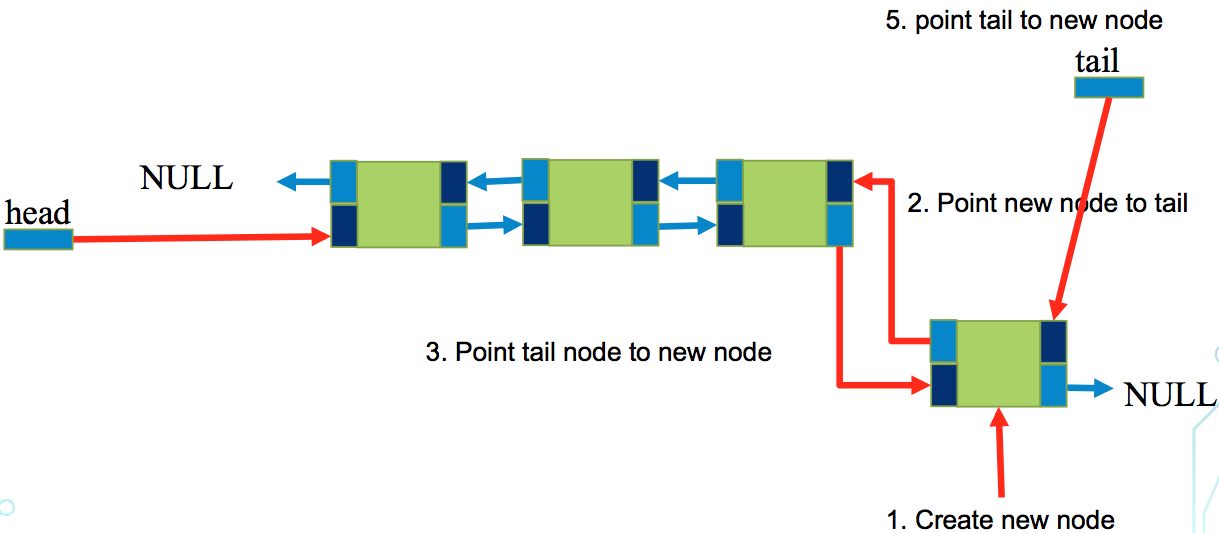 5. point tail to new node
tail
NULL
head
2. Point new node to tail
3. Point tail node to new node
NULL
1. Create new node